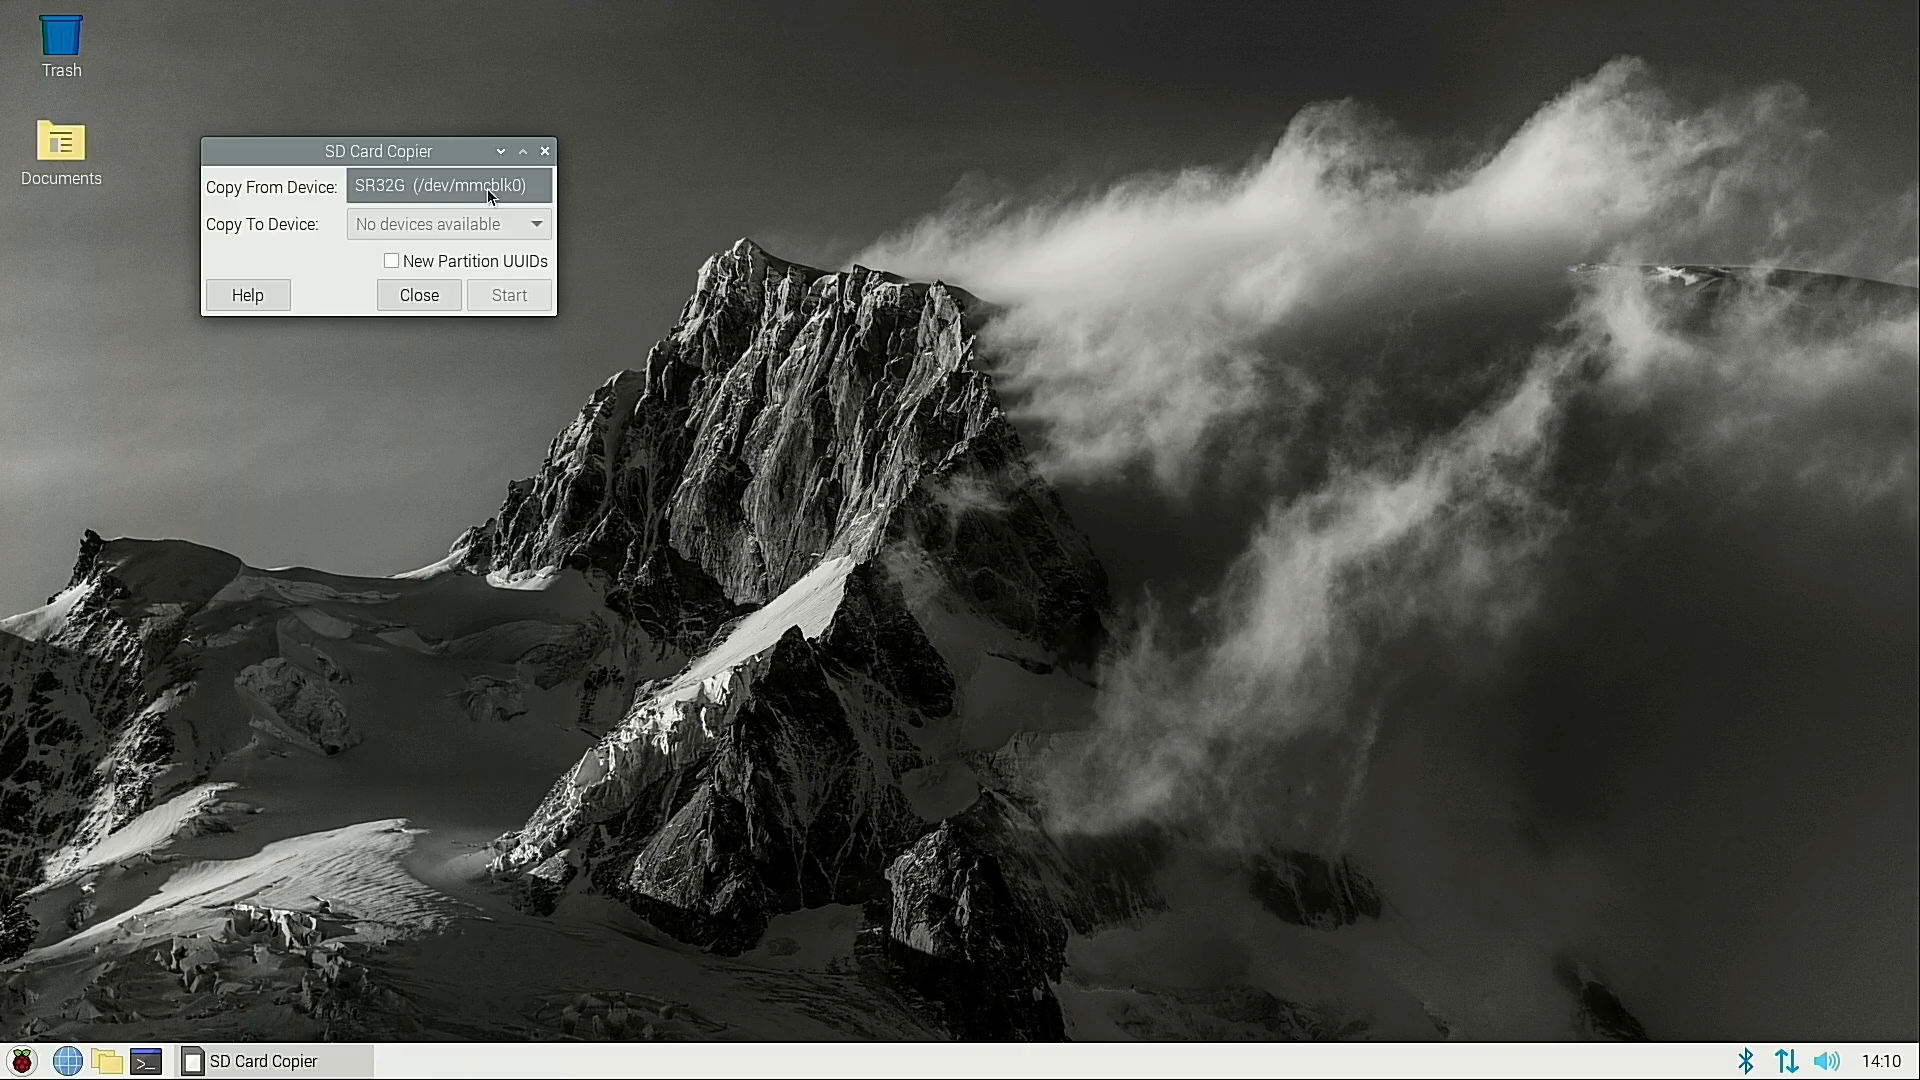 Trash
Documents
SD Card Copier
Copy From Device: SR32G (/dev/mmcblk0)
Copy To Device: No devices available
New Partition UUIDs
Help Close Start
SD Card Copier 14:10